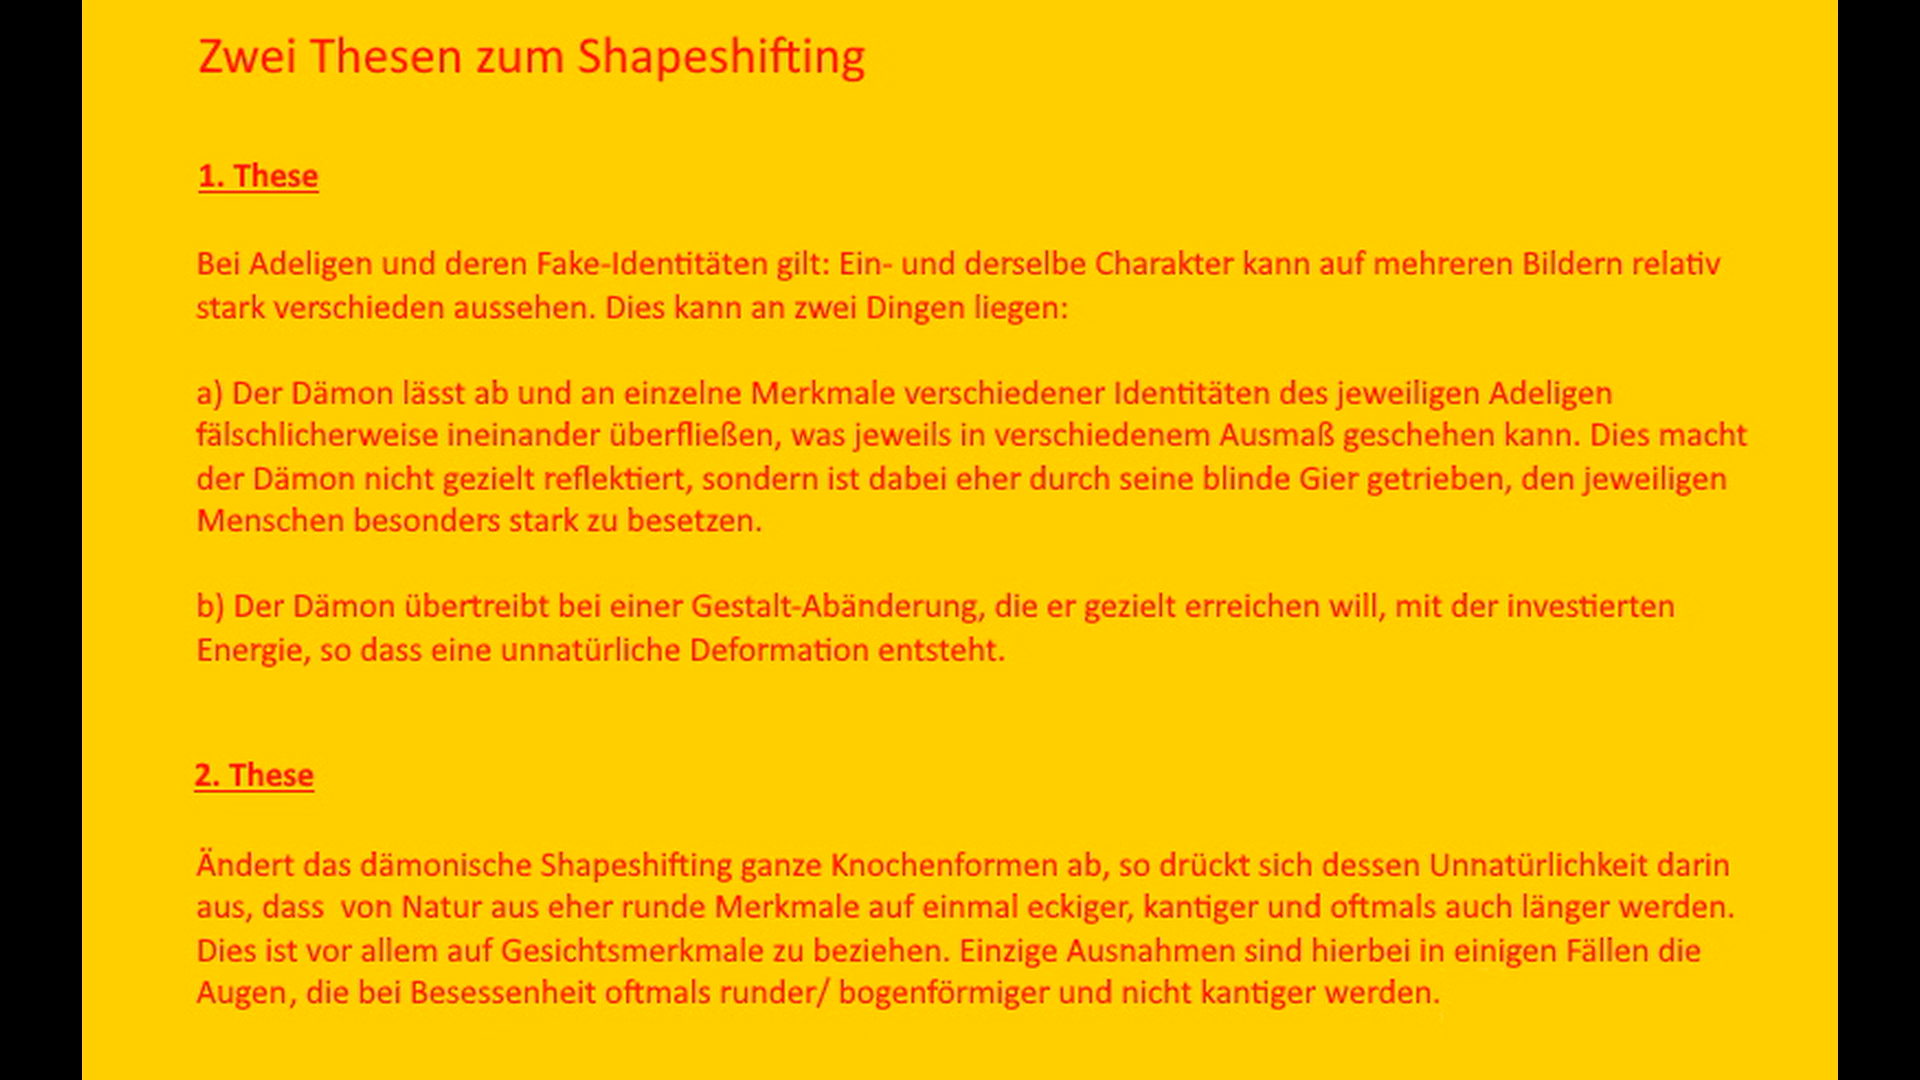 Zwei Thesen zum Shapeshifting
1. These
Bei Adeligen und deren Fake-Identitäten gilt: Ein- und derselbe Charakter kann auf mehreren Bildern relativ
stark verschieden aussehen. Dies kann an zwei Dingen liegen:
a) Der Dämon lässt ab und an einzelne Merkmale verschiedener Identitäten des jeweiligen Adeligen
fälschlicherweise ineinander überfließen, was jeweils in verschiedenem Ausmaß geschehen kann. Dies macht
der Dämon nicht gezielt reflektiert, sondern ist dabei eher durch seine blinde Gier getrieben, den jeweiligen
Menschen besonders stark zu besetzen.
b) Der Dämon übertreibt bei einer Gestalt-Abänderung, die er gezielt erreichen will, mit der investierten
Energie, so dass eine unnatürliche Deformation entsteht.
2. These
Ändert das dämonische Shapeshifting ganze Knochenformen ab, so drückt sich dessen Unnatürlichkeit darin
aus, dass  von Natur aus eher runde Merkmale auf einmal eckiger, kantiger und oftmals auch länger werden.
Dies ist vor allem auf Gesichtsmerkmale zu beziehen. Einzige Ausnahmen sind hierbei in einigen Fällen die
Augen, die bei Besessenheit oftmals runder/ bogenförmiger und nicht kantiger werden.